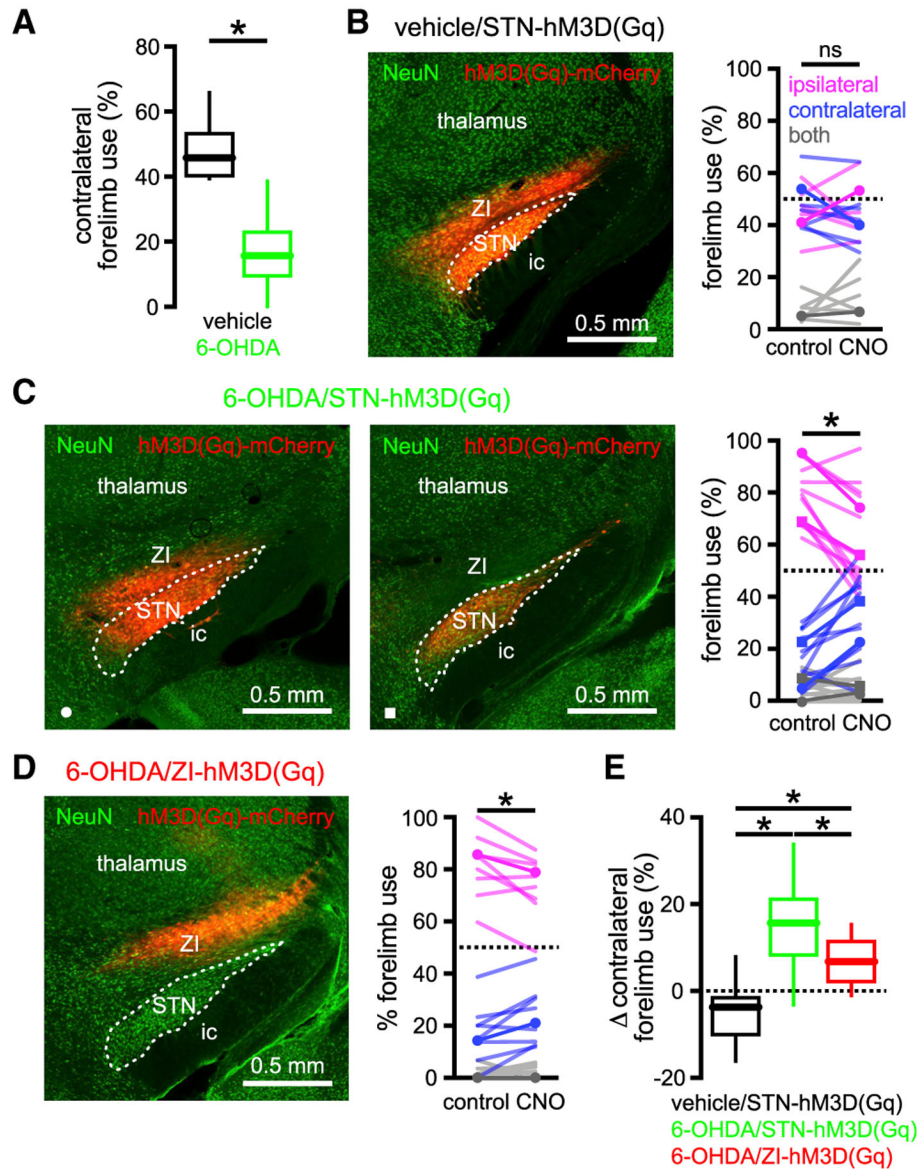 A
80
60
40
20
0
contralateral
forelimb use (%)
*
vehicle
6-OHDA
B
vehicle/STN-hM3D(Gq)
NeuN hM3D(Gq)-mCherry
thalamus
ZI
STN
ic
0.5 mm
ns
100
80
60
40
20
0
forelimb use (%)
ipsilateral
contralateral
both
control CNO
C
6-OHDA/STN-hM3D(Gq)
NeuN hM3D(Gq)-mCherry
thalamus
ZI
STN
ic
0.5 mm
NeuN hM3D(Gq)-mCherry
thalamus
ZI
STN
ic
0.5 mm
*
100
80
60
40
20
0
forelimb use (%)
control CNO
D
6-OHDA/ZI-hM3D(Gq)
NeuN hM3D(Gq)-mCherry
thalamus
ZI
STN
ic
0.5 mm
*
100
80
60
40
20
0
% forelimb use
control CNO
E
*
* *
40
20
0
-20
Δ contralateral
forelimb use (%)
vehicle/STN-hM3D(Gq)
6-OHDA/STN-hM3D(Gq)
6-OHDA/ZI-hM3D(Gq)